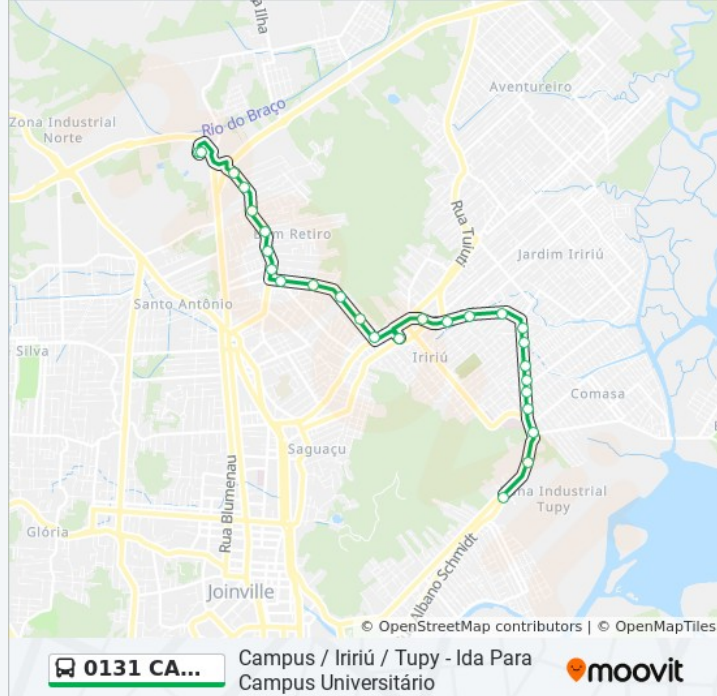 a Ilha
Aventureiro
Zona Industrial
Norte
Rio do Braço
Rua Tuiuti
Retiro
Jardim Iririú
Santo Antônio
Silva
Iririú
Comasa
Saguaçu
Rua Blumenau
na Industrial
Tupy
Glória
Albano Schmidt
Joinville
© OpenStreetMap contributors | © OpenMapTiles
0131 CA...
Campus / Iririú / Tupy - Ida Para
Campus Universitário
moovit